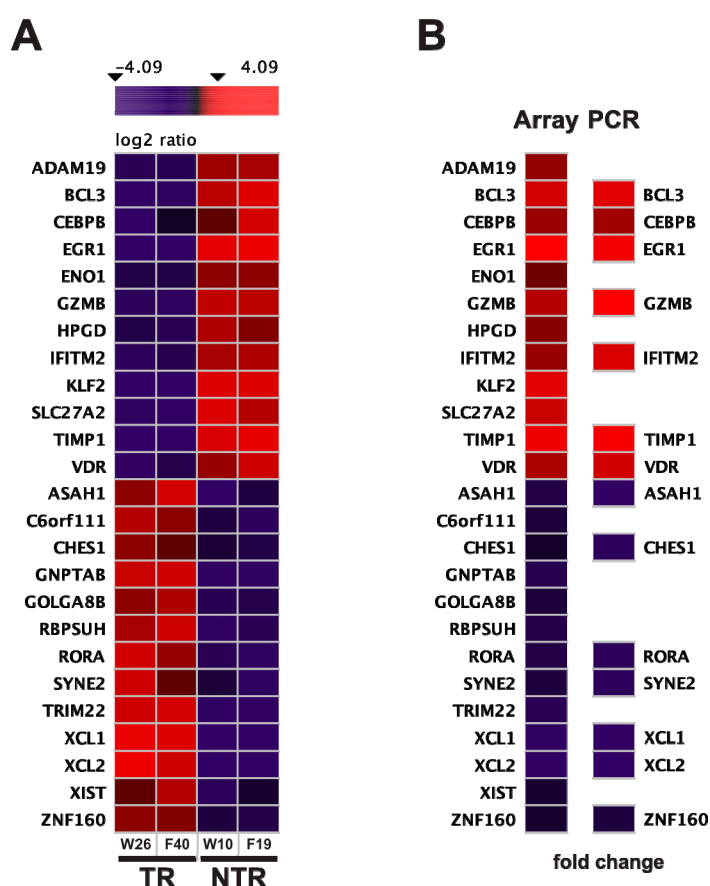 A
B
−4.09 4.09
log2 ratio
Array PCR
ADAM19 ADAM19
BCL3 BCL3 BCL3
CEBPB CEBPB CEBPB
EGR1 EGR1 EGR1
ENO1 ENO1
GZMB GZMB GZMB
HPGD HPGD
IFITM2 IFITM2 IFITM2
KLF2 KLF2
SLC27A2 SLC27A2
TIMP1 TIMP1 TIMP1
VDR VDR VDR
ASAH1 ASAH1 ASAH1
C6orf111 C6orf111
CHES1 CHES1 CHES1
GNPTAB GNPTAB
GOLGA8B GOLGA8B
RBPSUH RBPSUH
RORA RORA RORA
SYNE2 SYNE2 SYNE2
TRIM22 TRIM22
XCL1 XCL1 XCL1
XCL2 XCL2 XCL2
XIST XIST
ZNF160 ZNF160 ZNF160
W26 F40 W10 F19
TR NTR
fold change